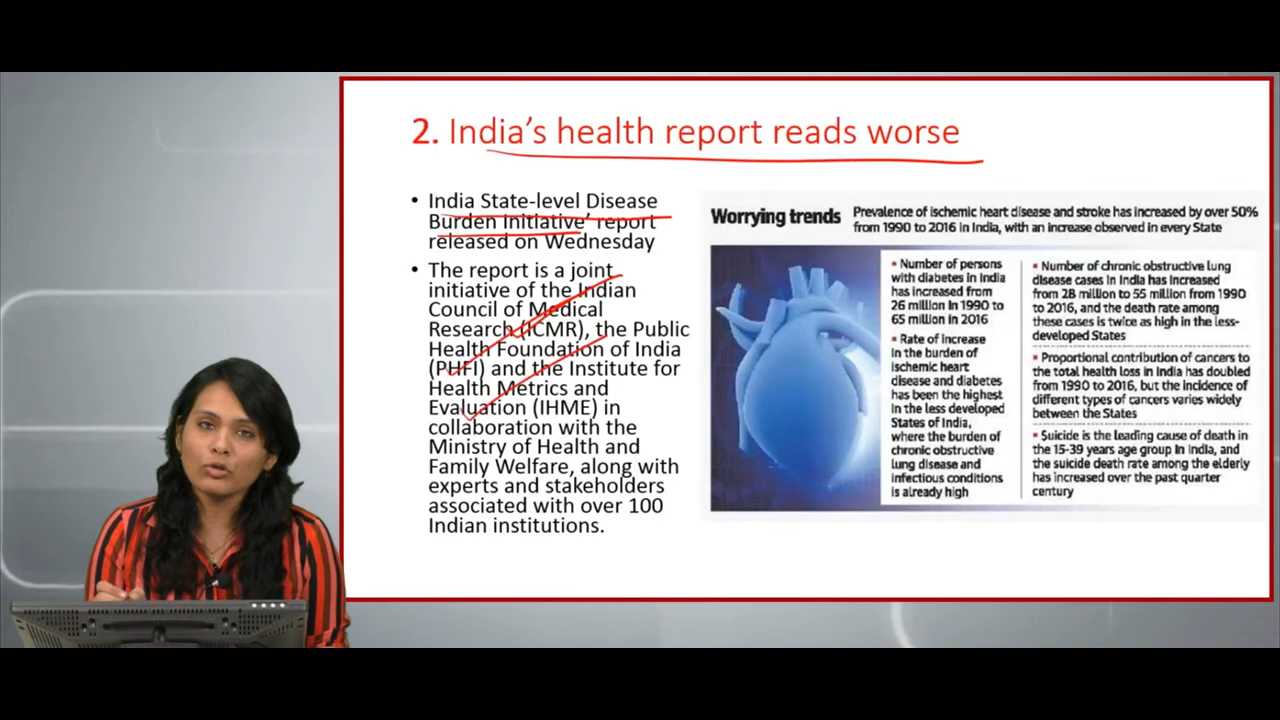 2. India's health report reads worse
• India State-level Disease
Burden Initiative' report
released on Wednesday
• The report is a joint
initiative of the Indian
Council of Medical
Research (ICMR), the Public
Health Foundation of India
(PHFI) and the Institute for
Health Metrics and
Evaluation (IHME) in
collaboration with the
Ministry of Health and
Family Welfare, along with
experts and stakeholders
associated with over 100
Indian institutions.
Worrying trends
Prevalence of ischemic heart disease and stroke has increased by over 50%
from 1990 to 2016 in India, with an increase observed in every State
▪ Number of persons
with diabetes in India
has increased from
26 million in 1990 to
65 million in 2016
▪ Rate of increase
in the burden of
ischemic heart
disease and diabetes
has been the highest
in the less developed
States of India,
where the burden of
chronic obstructive
lung disease and
infectious conditions
is already high
▪ Number of chronic obstructive lung
disease cases in India has increased
from 28 million to 55 million from 1990
to 2016, and the death rate among
these cases is twice as high in the less-
developed States
▪ Proportional contribution of cancers to
the total health loss in India has doubled
from 1990 to 2016, but the incidence of
different types of cancers varies widely
between the States
▪ Suicide is the leading cause of death in
the 15-39 years age group in India, and
the suicide death rate among the elderly
has increased over the past quarter
century